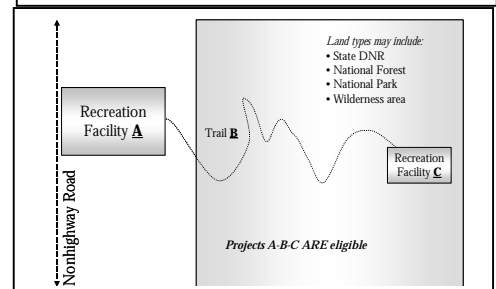 Land types may include:
• State DNR
• National Forest
• National Park
• Wilderness area
Recreation
Facility A
Trail B
Recreation
Facility C
Nonhighway Road
Projects A-B-C ARE eligible